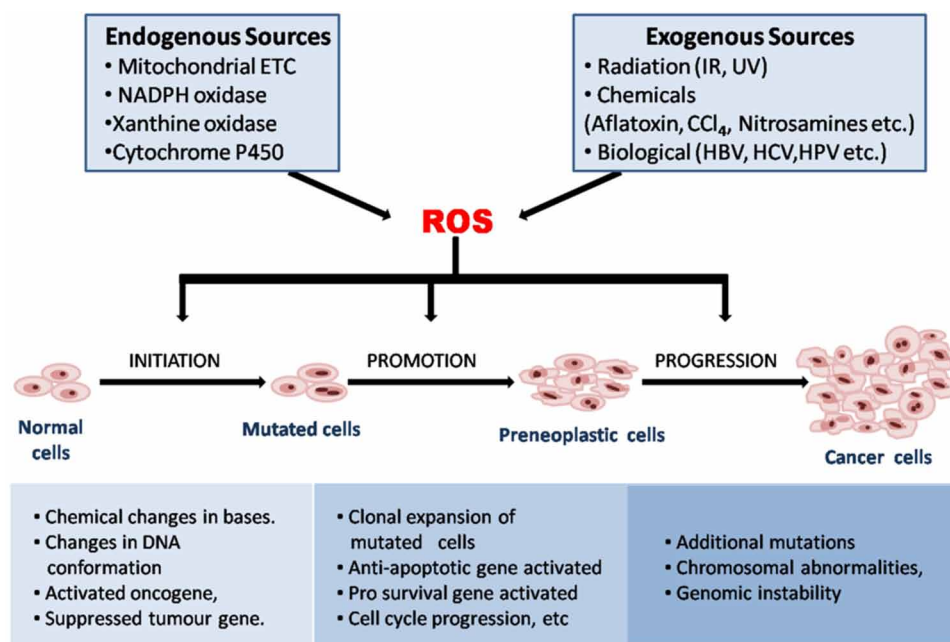 Endogenous Sources
• Mitochondrial ETC
• NADPH oxidase
•Xanthine oxidase
•Cytochrome P450
Exogenous Sources
• Radiation (IR, UV)
• Chemicals
(Aflatoxin, CCl₄, Nitrosamines etc.)
• Biological (HBV, HCV,HPV etc.)
ROS
INITIATION
PROMOTION
PROGRESSION
Normal
cells
Mutated cells
Preneoplastic cells
Cancer cells
• Chemical changes in bases.
• Changes in DNA
conformation
• Activated oncogene,
• Suppressed tumour gene.
• Clonal expansion of
mutated cells
• Anti-apoptotic gene activated
• Pro survival gene activated
• Cell cycle progression, etc
• Additional mutations
• Chromosomal abnormalities,
• Genomic instability